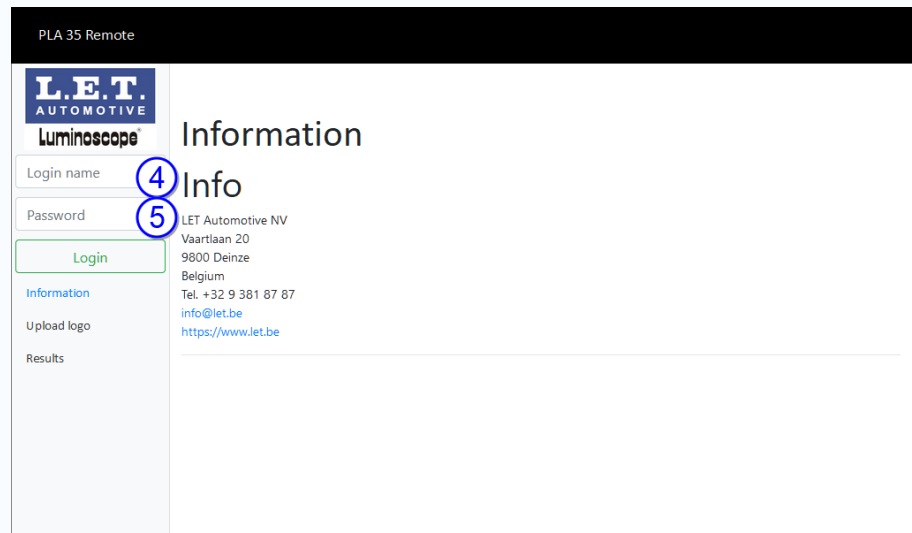 PLA 35 Remote
L.E.T.
AUTOMOTIVE
Luminoscope®
Login name
4
Password
5
Login
Information
Upload logo
Results
Information
Info
LET Automotive NV
Vaartlaan 20
9800 Deinze
Belgium
Tel. +32 9 381 87 87
info@let.be
https://www.let.be